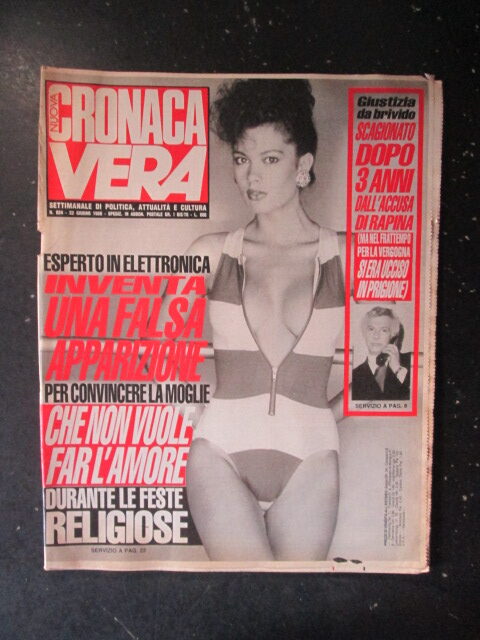 NUOVA
CRONACA
VERA
SETTIMANALE DI POLITICA, ATTUALITÀ E CULTURA
ESPERTO IN ELETTRONICA
INVENTA
UNA FALSA
APPARIZIONE
PER CONVINCERE LA MOGLIE
CHE NON VUOLE
FAR L'AMORE
DURANTE LE FESTE
RELIGIOSE
SERVIZIO A PAG. 22
Giustizia
da brivido
SCAGIONATO
DOPO
3 ANNI
DALL'ACCUSA
DI RAPINA
(MA NEL FRATTEMPO
PER LA VERGOGNA
SI ERA UCCISO
IN PRIGIONE)
SERVIZIO A PAG. 8